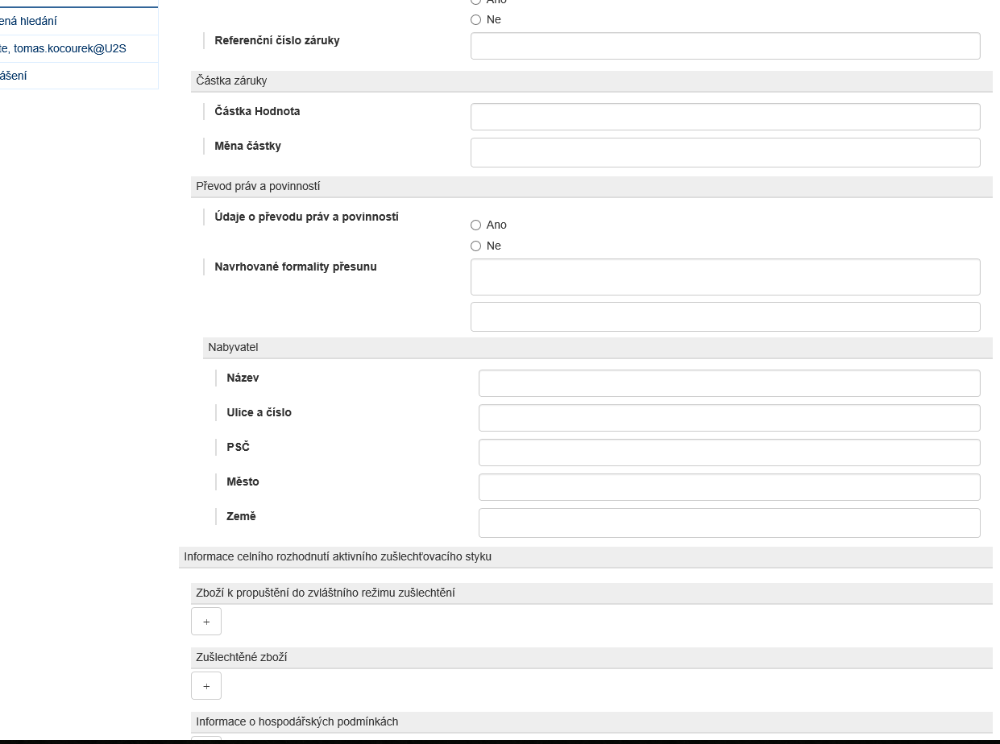 ená hledání
te, tomas.kocourek@U2S
ášení
Ano
Ne
Referenční číslo záruky
Částka záruky
Částka Hodnota
Měna částky
Převod práv a povinností
Údaje o převodu práv a povinností
Ano
Ne
Navrhované formality přesunu
Nabyvatel
Název
Ulice a číslo
PSČ
Město
Země
Informace celního rozhodnutí aktivního zušlechťovacího styku
Zboží k propuštění do zvláštního režimu zušlechtění
+
Zušlechtěné zboží
+
Informace o hospodářských podmínkách